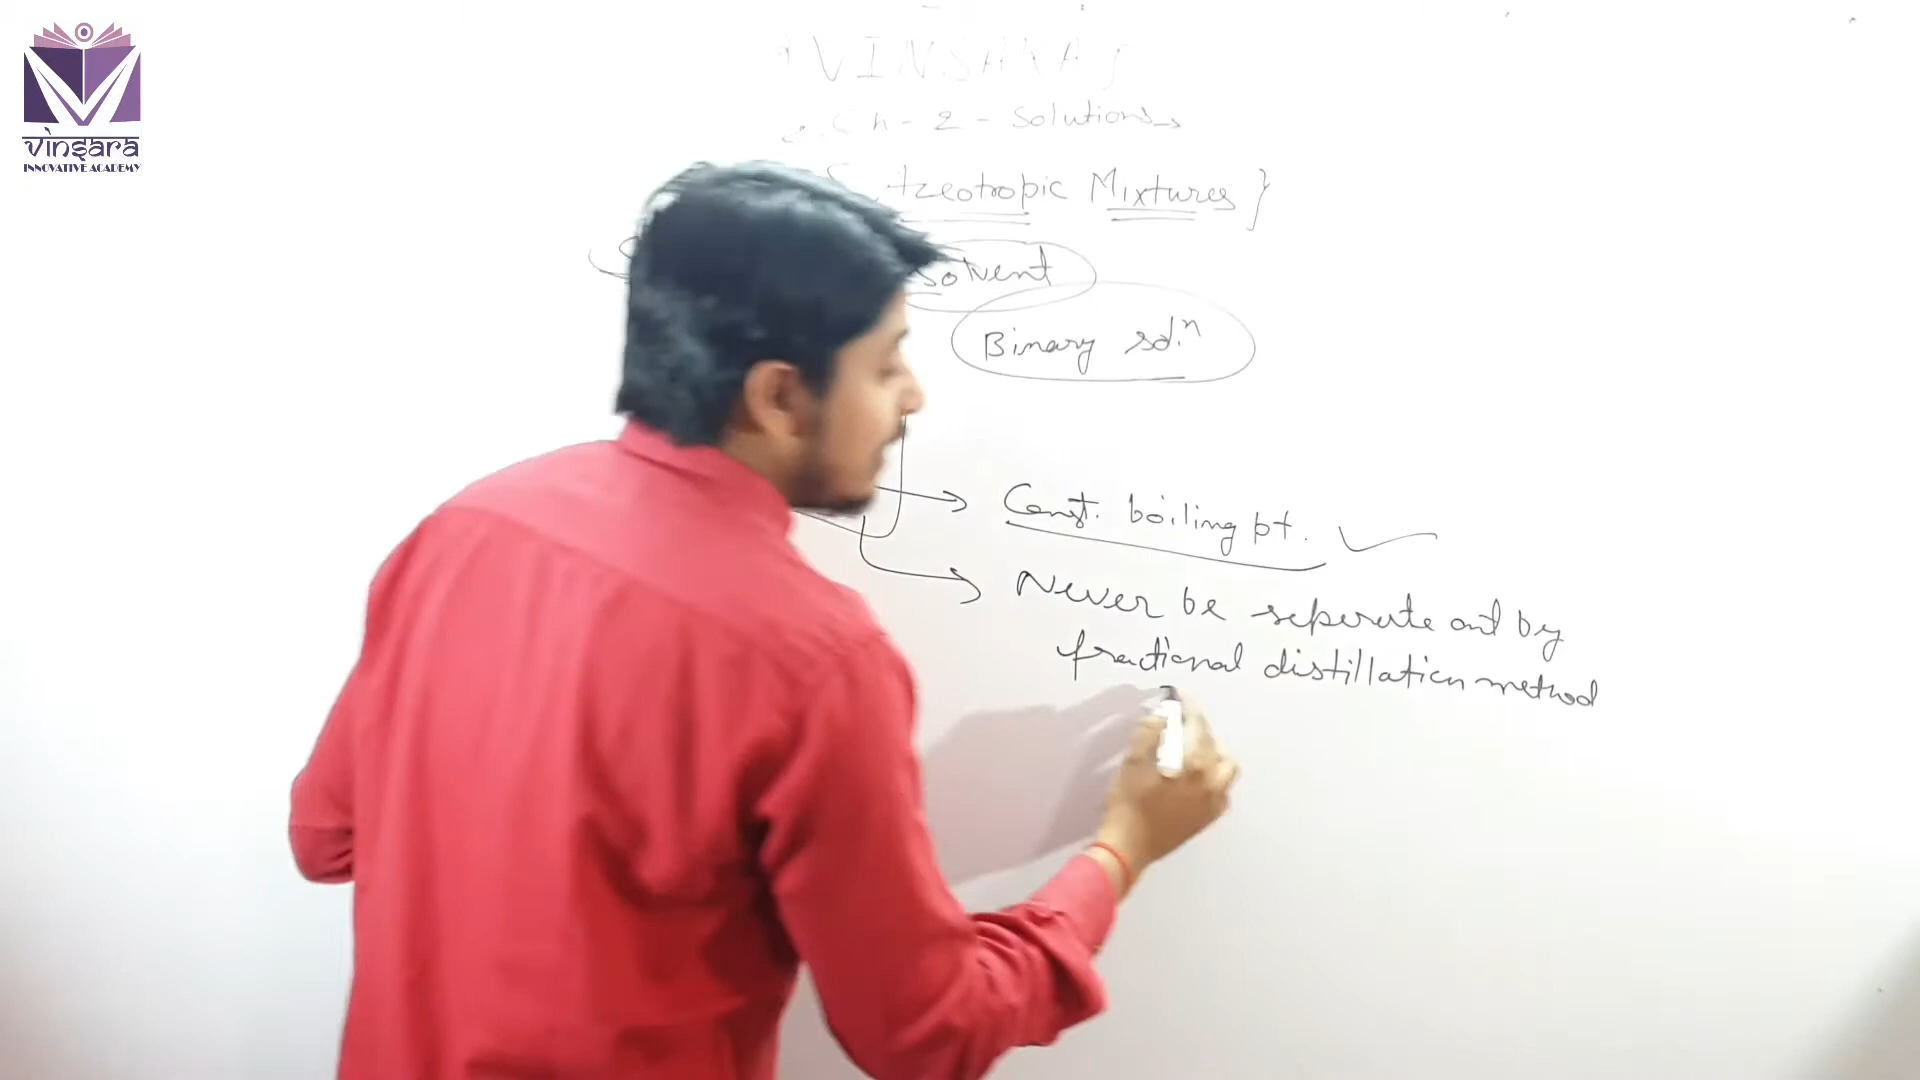 vinsara
INNOVATIVE ACADEMY
{VINSARA}
Ch-2-Solutions
Azeotropic Mixtures}
Solvent
Binary sol.n
Const. boiling pt.
Never be seperate out by
fractional distillation method